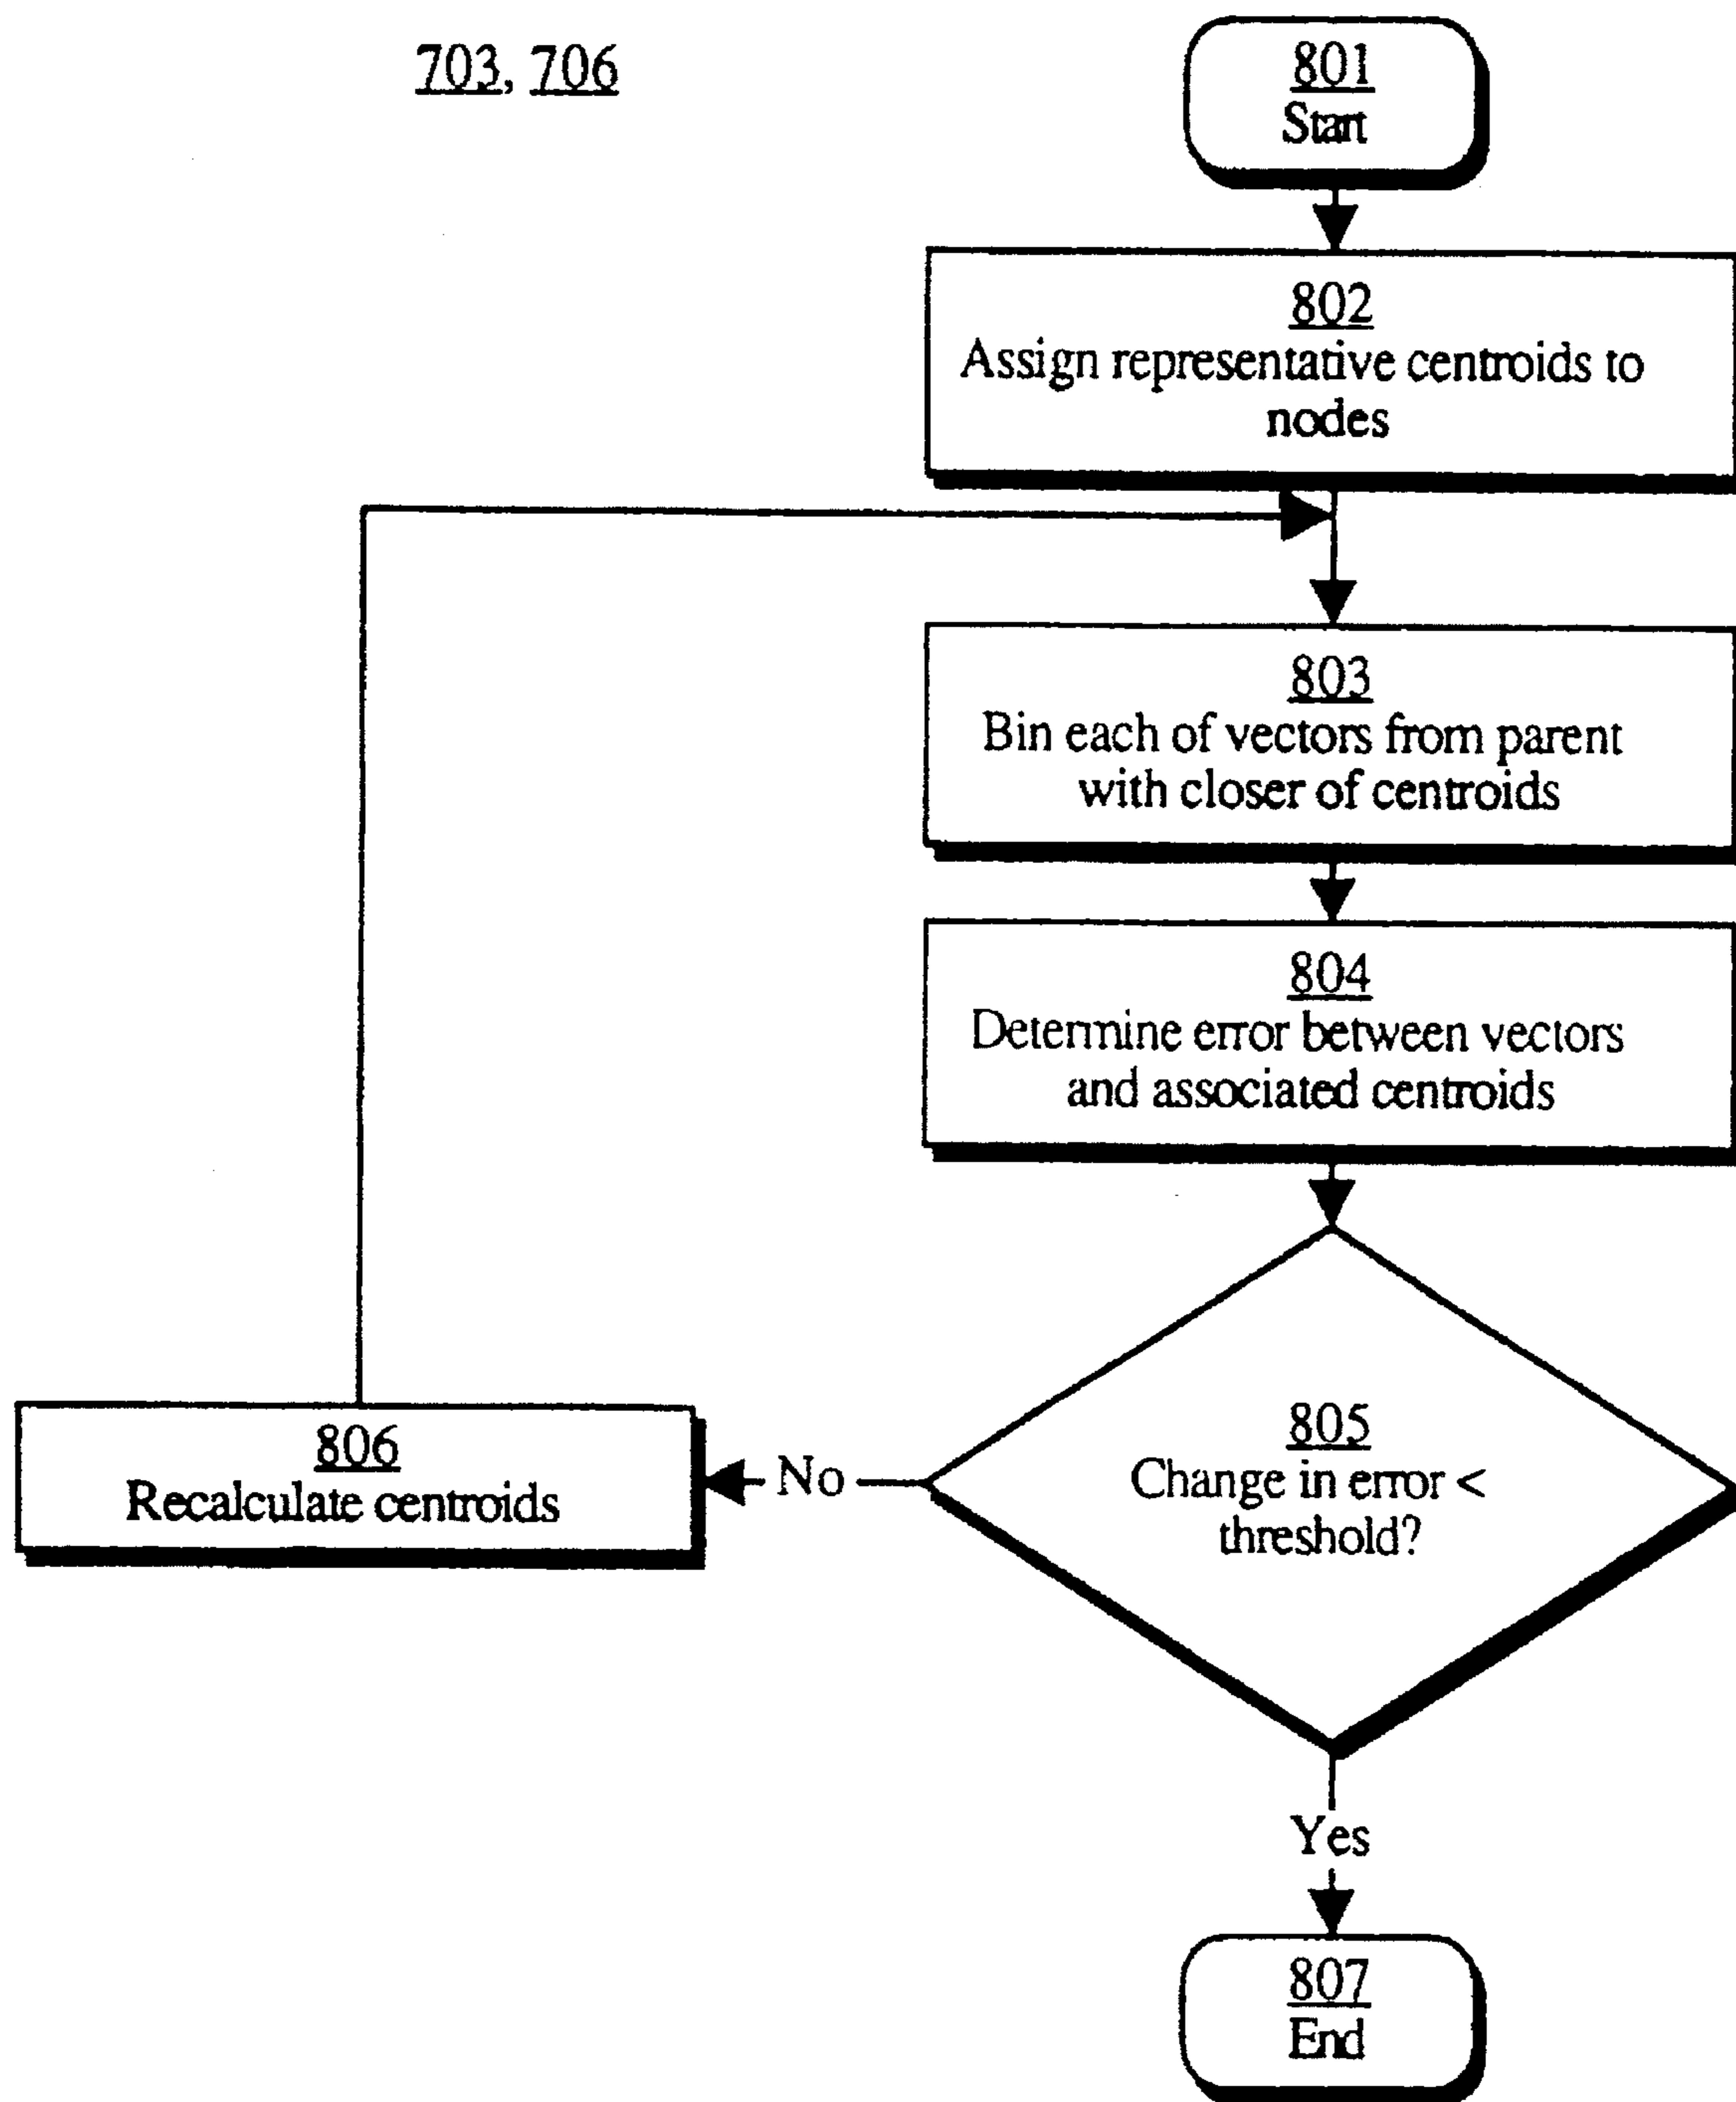 703, 706
801
Start
802
Assign representative centroids to
nodes
803
Bin each of vectors from parent
with closer of centroids
804
Determine error between vectors
and associated centroids
805
Change in error <
threshold?
No
806
Recalculate centroids
Yes
807
End